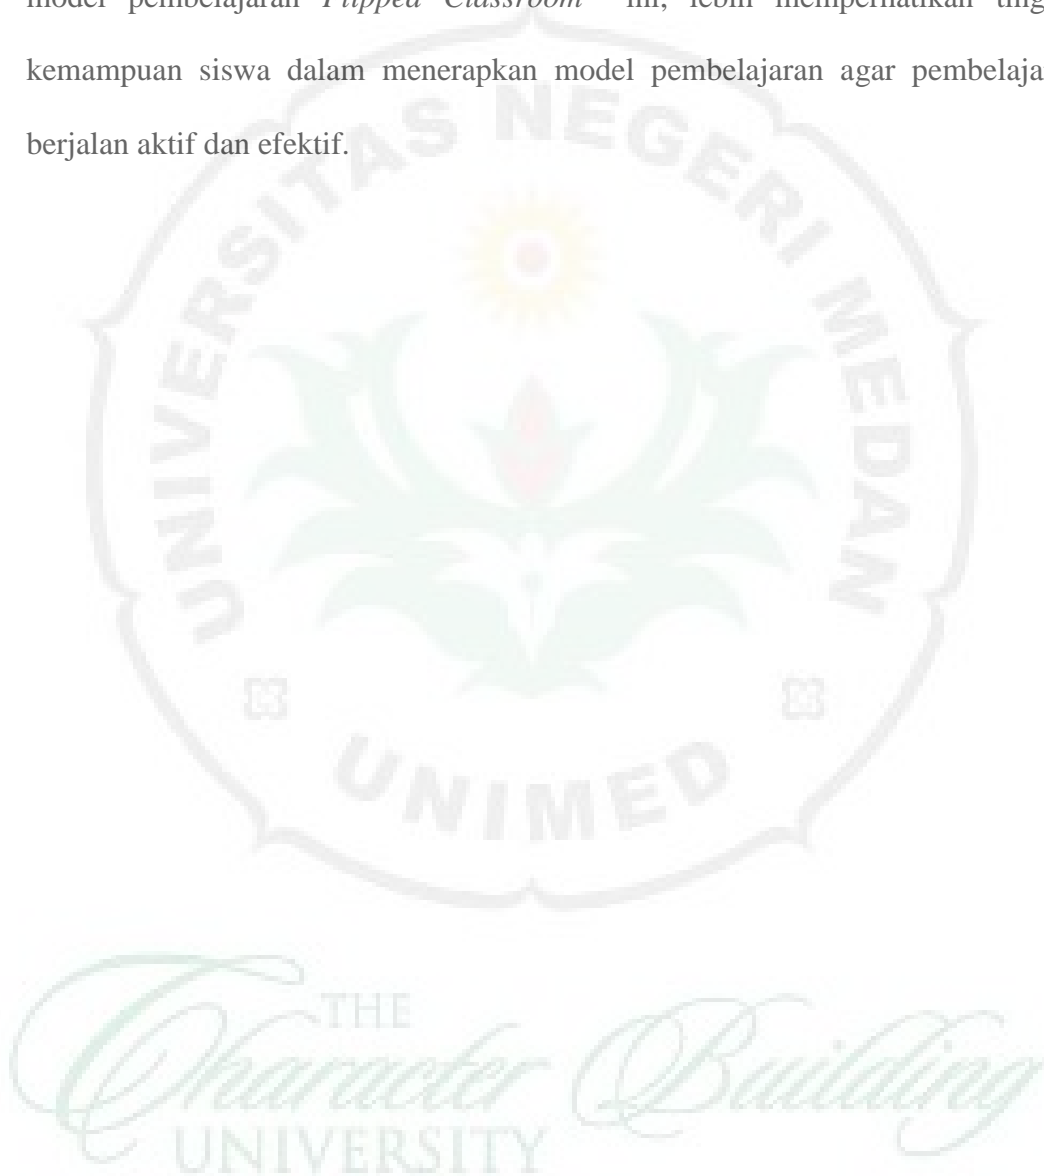 model pembelajaran Flipped Classroom ini, lebih memperhatikan ting
kemampuan siswa dalam menerapkan model pembelajaran agar pembelaja
berjalan aktif dan efektif.
UNIVERSITAS NEGERI MEDAN
UNIMED
THE
Character Building
UNIVERSITY